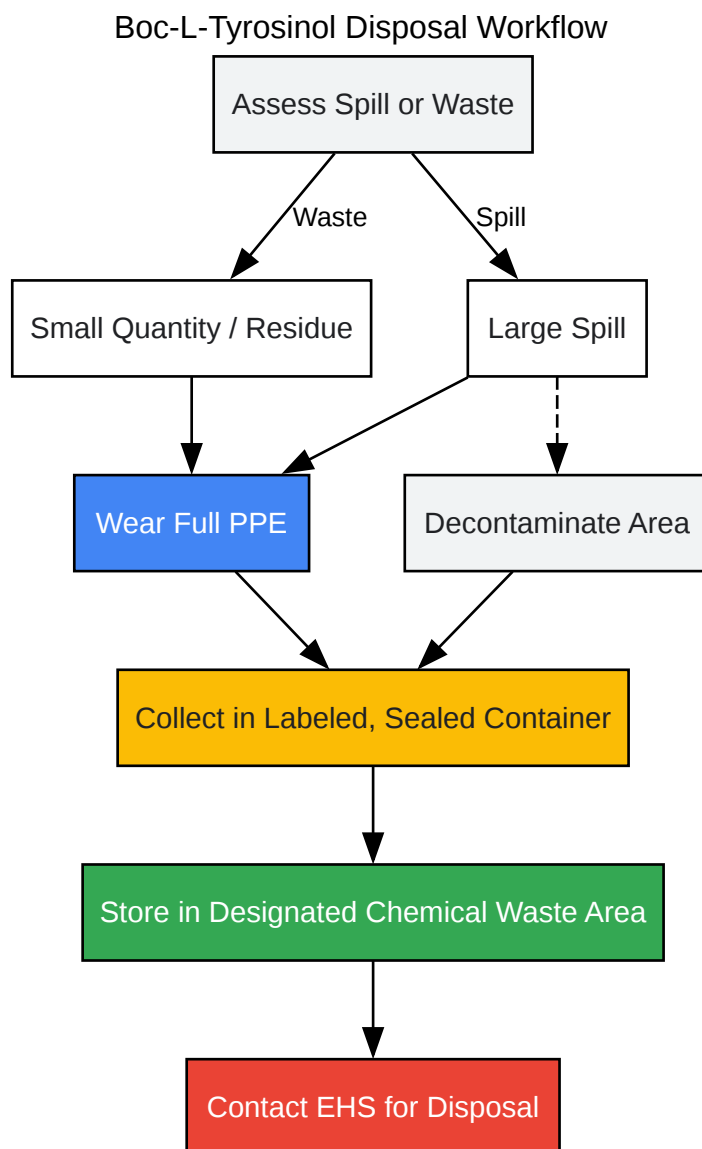 Boc-L-Tyrosinol Disposal Workflow
Assess Spill or Waste
Waste
Spill
Small Quantity / Residue
Large Spill
Wear Full PPE
Decontaminate Area
Collect in Labeled, Sealed Container
Store in Designated Chemical Waste Area
Contact EHS for Disposal